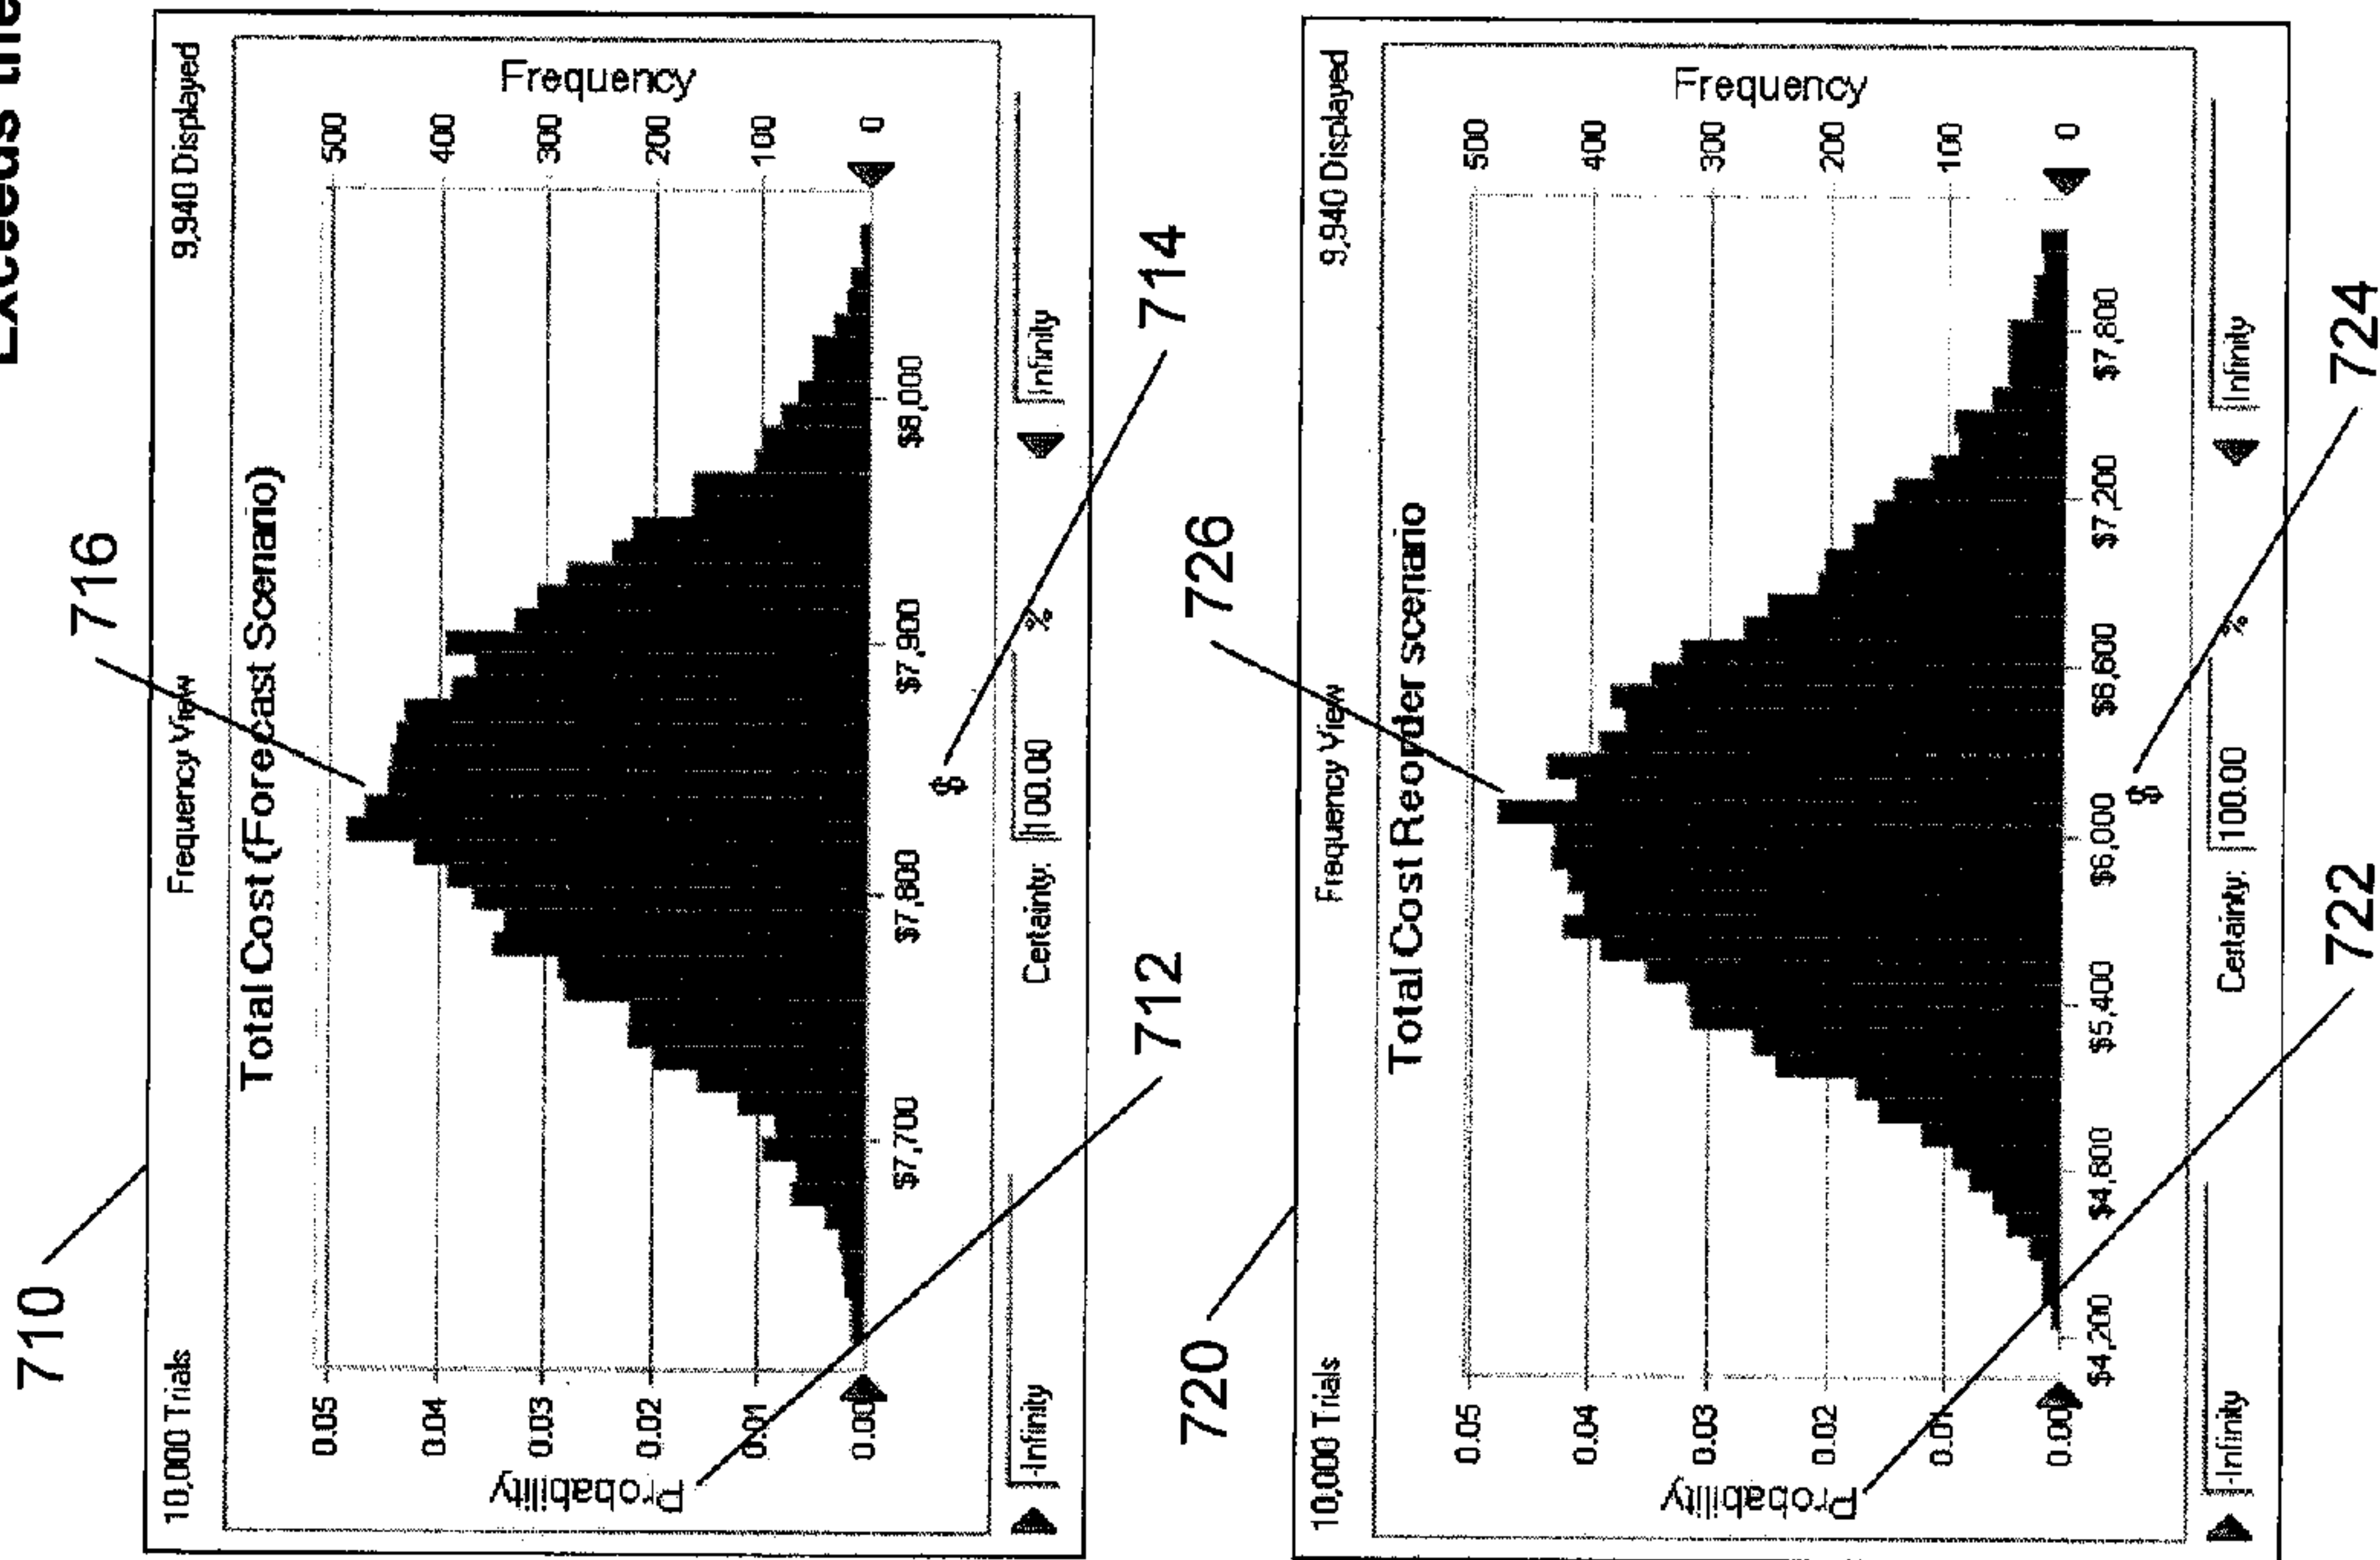 Exceeds the
710
10,000 Trials
Frequency View
9,940 Displayed
716
Total Cost (Forecast Scenario)
Probability
Frequency
0.05
0.04
0.03
0.02
0.01
0.00
500
400
300
200
100
0
$7,700
$7,800
$7,900
$8,000
$
-Infinity
Certainty:
100.00
%
Infinity
712
714
720
10,000 Trials
Frequency View
9,940 Displayed
726
Total Cost Reorder scenario
Probability
Frequency
0.05
0.04
0.03
0.02
0.01
0.00
500
400
300
200
100
0
$4,200
$4,800
$5,400
$6,000
$6,600
$7,200
$7,800
$
-Infinity
Certainty:
100.00
%
Infinity
722
724